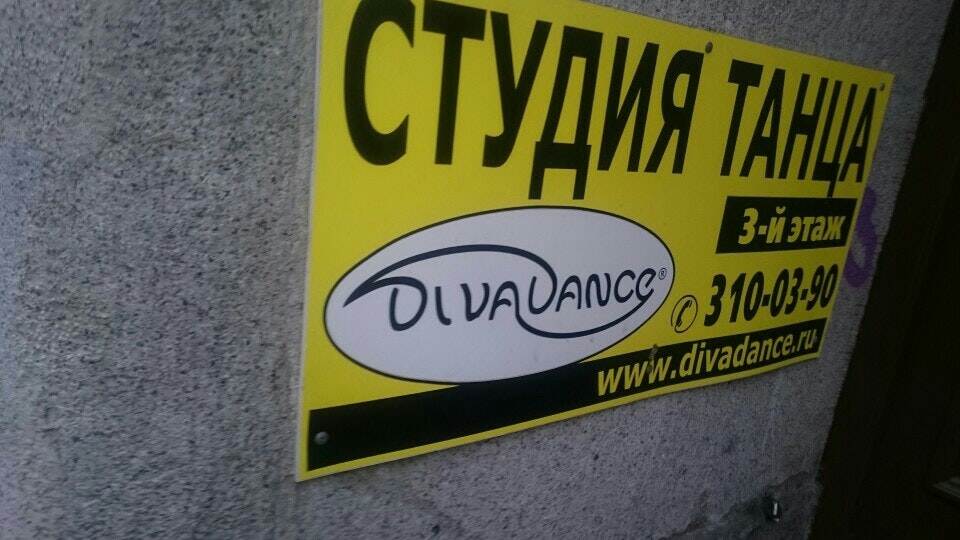 СТУДИЯ ТАНЦА
3-й этаж
DIVADANCE®
310-03-90
www.divadance.ru